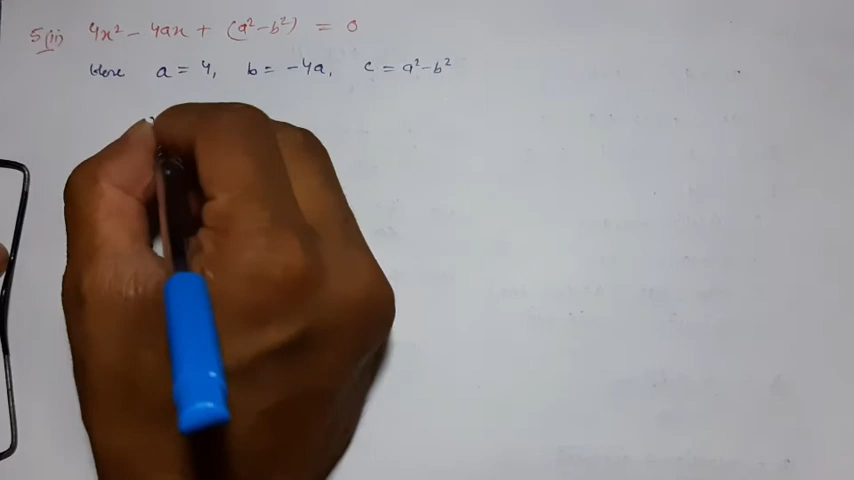 5(ii) 4x² - 4ax + (a²-b²) = 0
Here a = 4, b = -4a, c = a²-b²